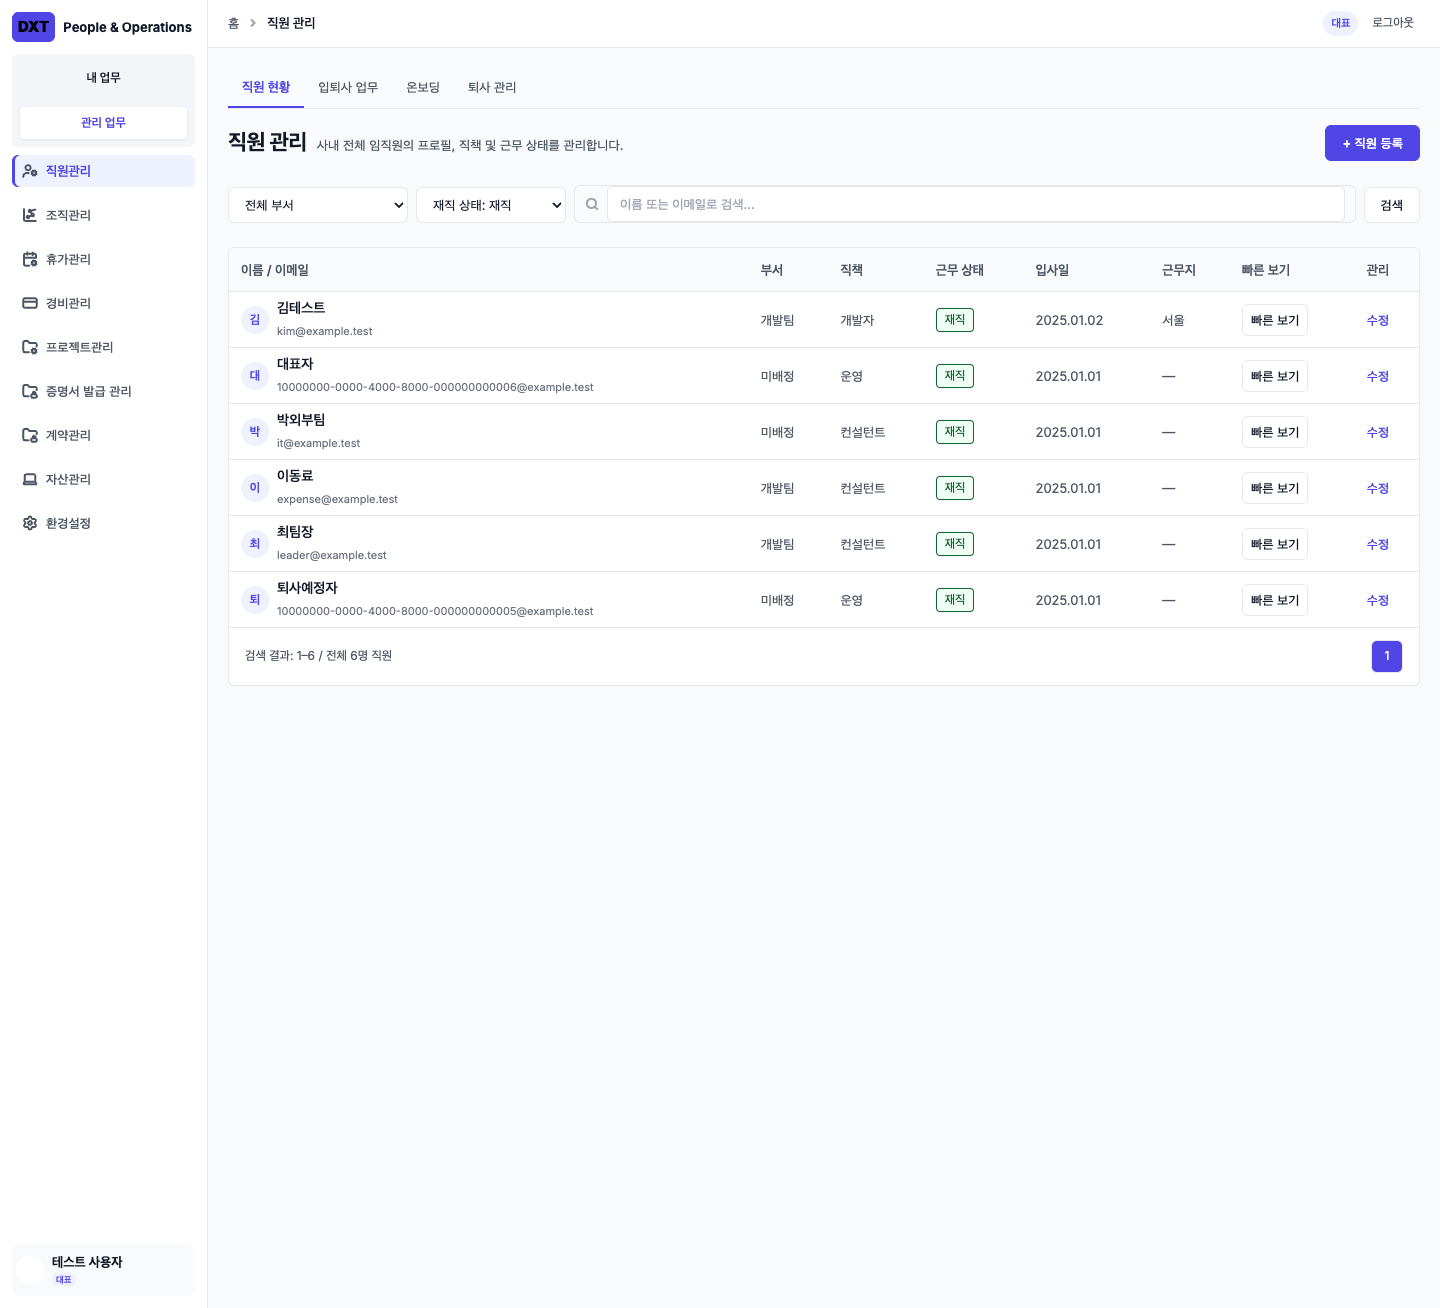 DXT People & Operations
내 업무
관리 업무
직원관리
조직관리
휴가관리
경비관리
프로젝트관리
증명서 발급 관리
계약관리
자산관리
환경설정
테스트 사용자
대표
홈 > 직원 관리
대표 로그아웃
직원 현황 입퇴사 업무 온보딩 퇴사 관리
직원 관리 사내 전체 임직원의 프로필, 직책 및 근무 상태를 관리합니다.
+ 직원 등록
전체 부서 재직 상태: 재직 이름 또는 이메일로 검색... 검색
이름 / 이메일 부서 직책 근무 상태 입사일 근무지 빠른 보기 관리
김 김테스트
kim@example.test
개발팀 개발자 재직 2025.01.02 서울 빠른 보기 수정
대 대표자
10000000-0000-4000-8000-000000000006@example.test
미배정 운영 재직 2025.01.01 — 빠른 보기 수정
박 박외부팀
it@example.test
미배정 컨설턴트 재직 2025.01.01 — 빠른 보기 수정
이 이동료
expense@example.test
개발팀 컨설턴트 재직 2025.01.01 — 빠른 보기 수정
최 최팀장
leader@example.test
개발팀 컨설턴트 재직 2025.01.01 — 빠른 보기 수정
퇴 퇴사예정자
10000000-0000-4000-8000-000000000005@example.test
미배정 운영 재직 2025.01.01 — 빠른 보기 수정
검색 결과: 1–6 / 전체 6명 직원
1